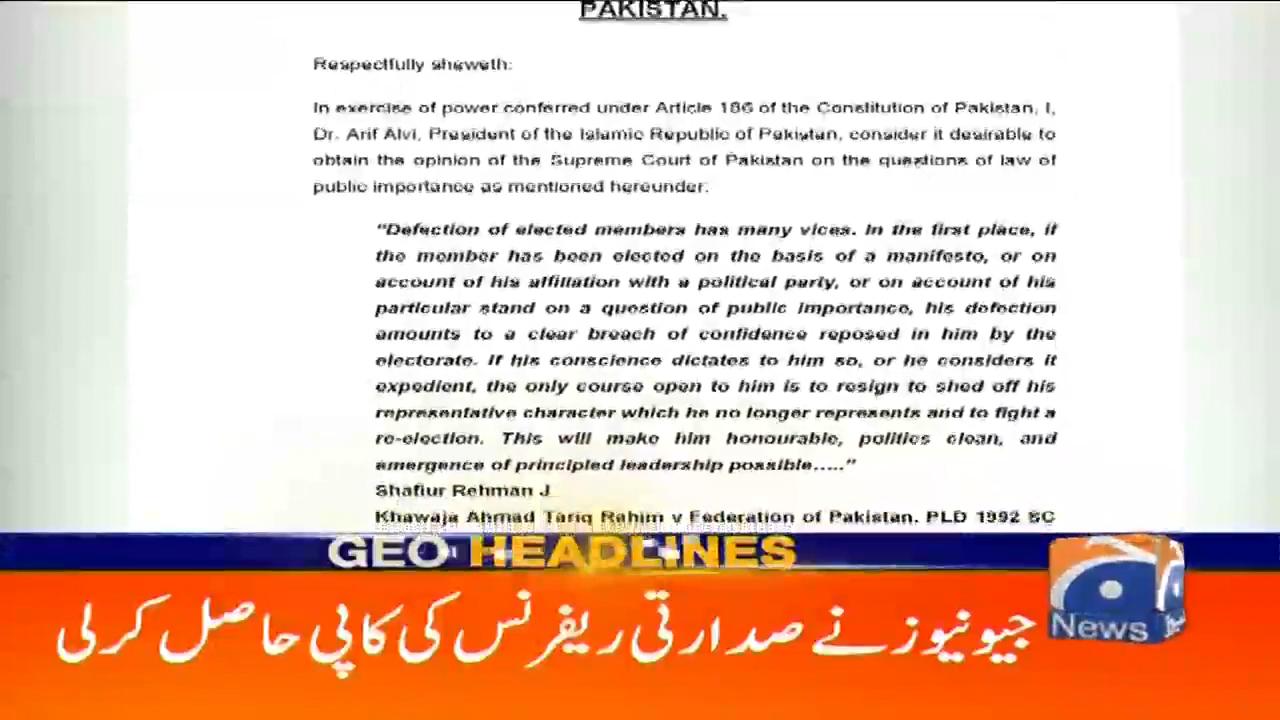 PAKISTAN.
Respectfully sheweth:
In exercise of power conferred under Article 186 of the Constitution of Pakistan, I,
Dr. Arif Alvi, President of the Islamic Republic of Pakistan, consider it desirable to
obtain the opinion of the Supreme Court of Pakistan on the questions of law of
public importance as mentioned hereunder:
"Defection of elected members has many vices. In the first place, if
the member has been elected on the basis of a manifesto, or on
account of his affiliation with a political party, or on account of his
particular stand on a question of public importance, his defection
amounts to a clear breach of confidence reposed in him by the
electorate. If his conscience dictates to him so, or he considers it
expedient, the only course open to him is to resign to shed off his
representative character which he no longer represents and to fight a
re-election. This will make him honourable, politics clean, and
emergence of principled leadership possible....."
Shafiur Rehman J
Khawaja Ahmad Tariq Rahim v Federation of Pakistan, PLD 1992 SC
GEO HEADLINES
News
جیو نیوز نے صدارتی ریفرنس کی کاپی حاصل کرلی